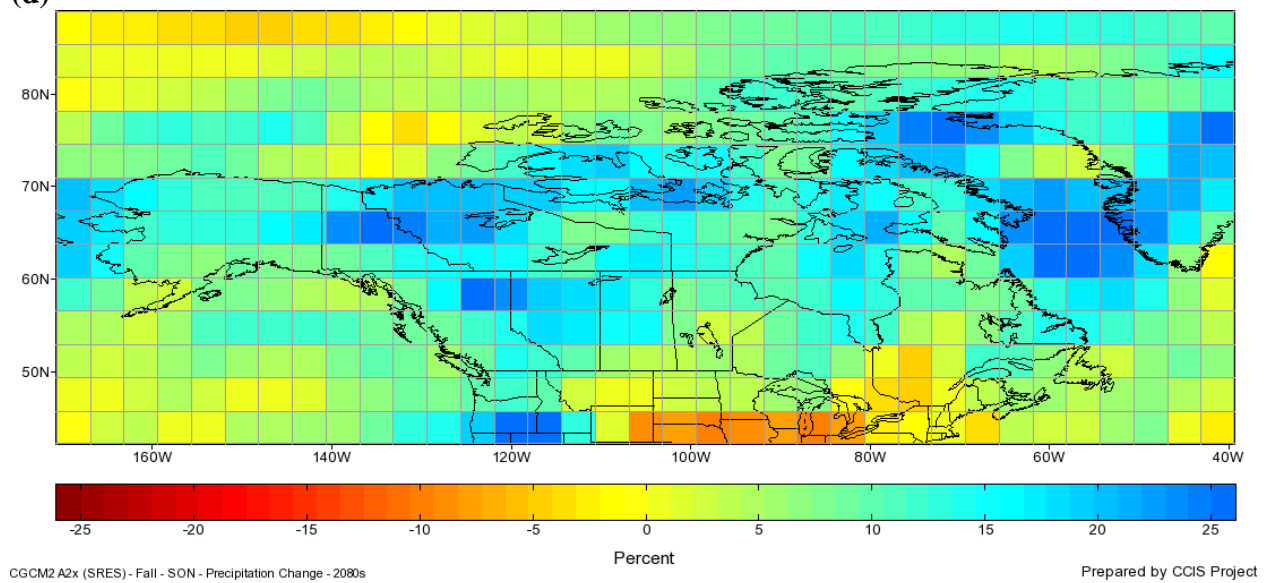 (d)
80N
70N
60N
50N
160W 140W 120W 100W 80W 60W 40W
-25 -20 -15 -10 -5 0 5 10 15 20 25
Percent
CGCM2 A2x (SRES) - Fall - SON - Precipitation Change - 2080s
Prepared by CCIS Project